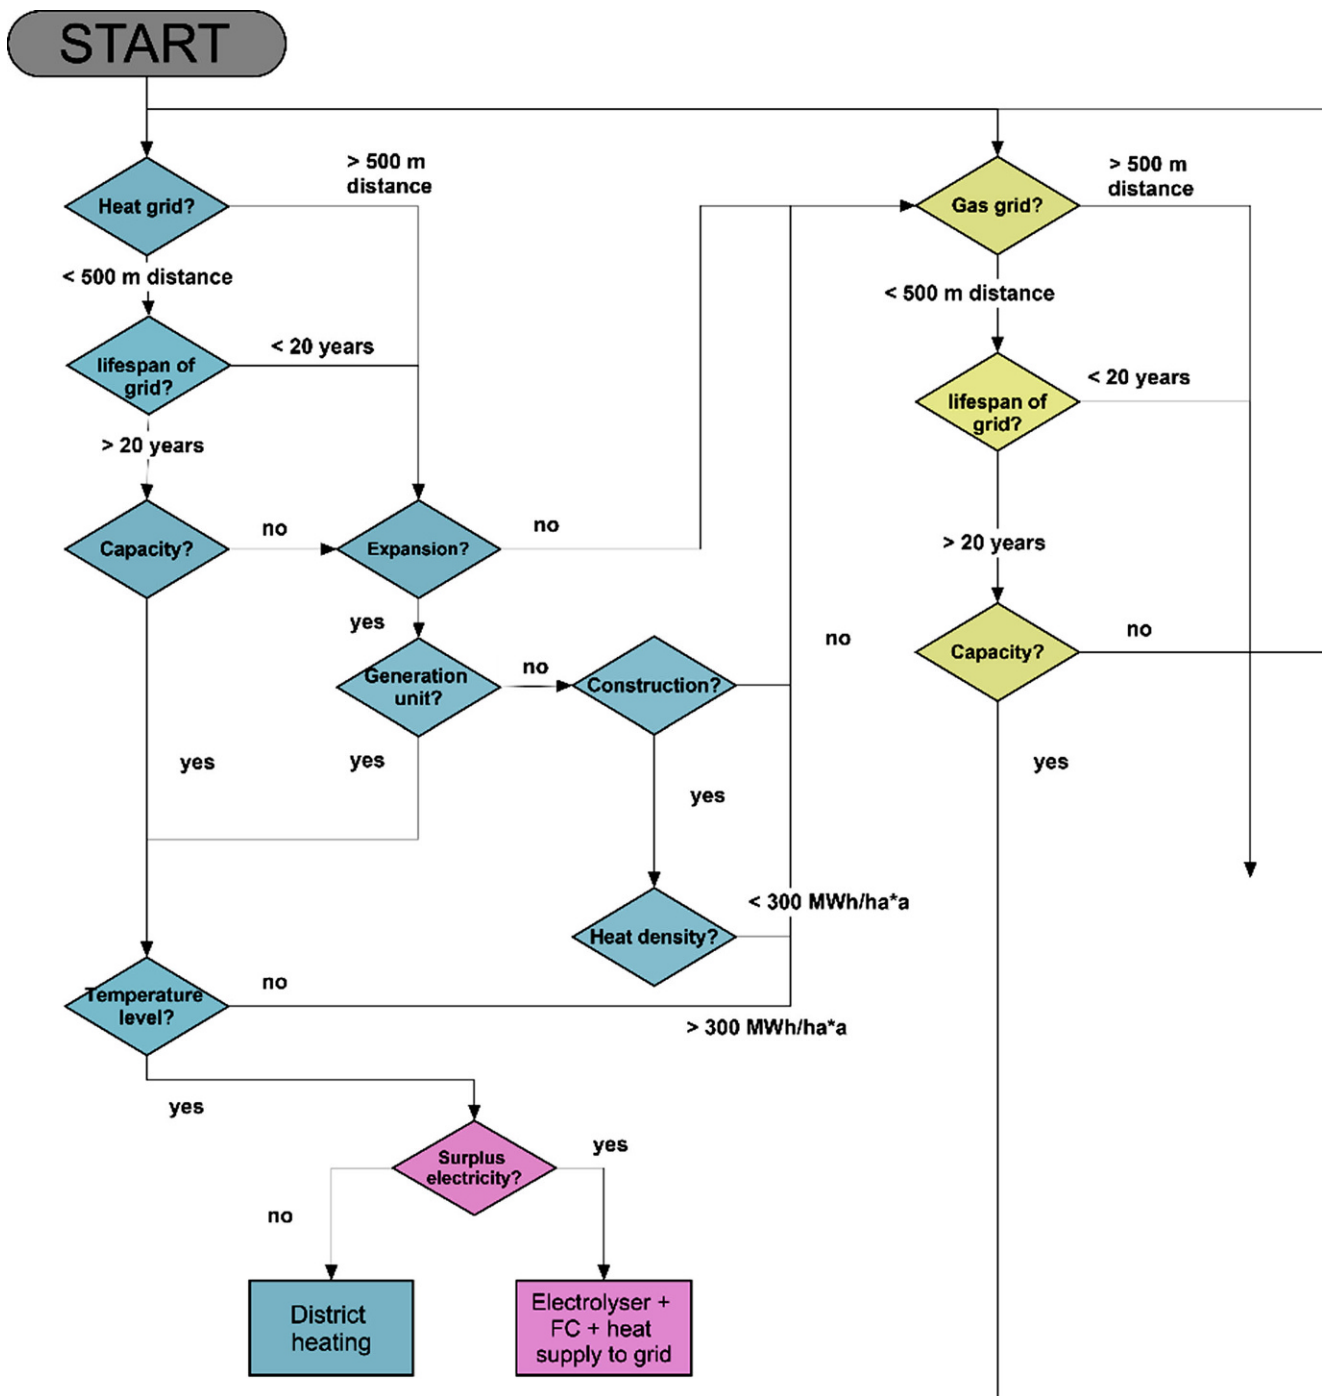 START
> 500 m
distance
> 500 m
distance
Heat grid?
Gas grid?
< 500 m distance
< 500 m distance
lifespan of
grid?
< 20 years
lifespan of
grid?
< 20 years
> 20 years
Capacity?
no
Expansion?
no
> 20 years
yes
Generation
unit?
no
Construction?
no
Capacity?
no
yes
yes
yes
yes
< 300 MWh/ha*a
Heat density?
Temperature
level?
no
> 300 MWh/ha*a
yes
Surplus
electricity?
yes
no
District
heating
Electrolyser +
FC + heat
supply to grid